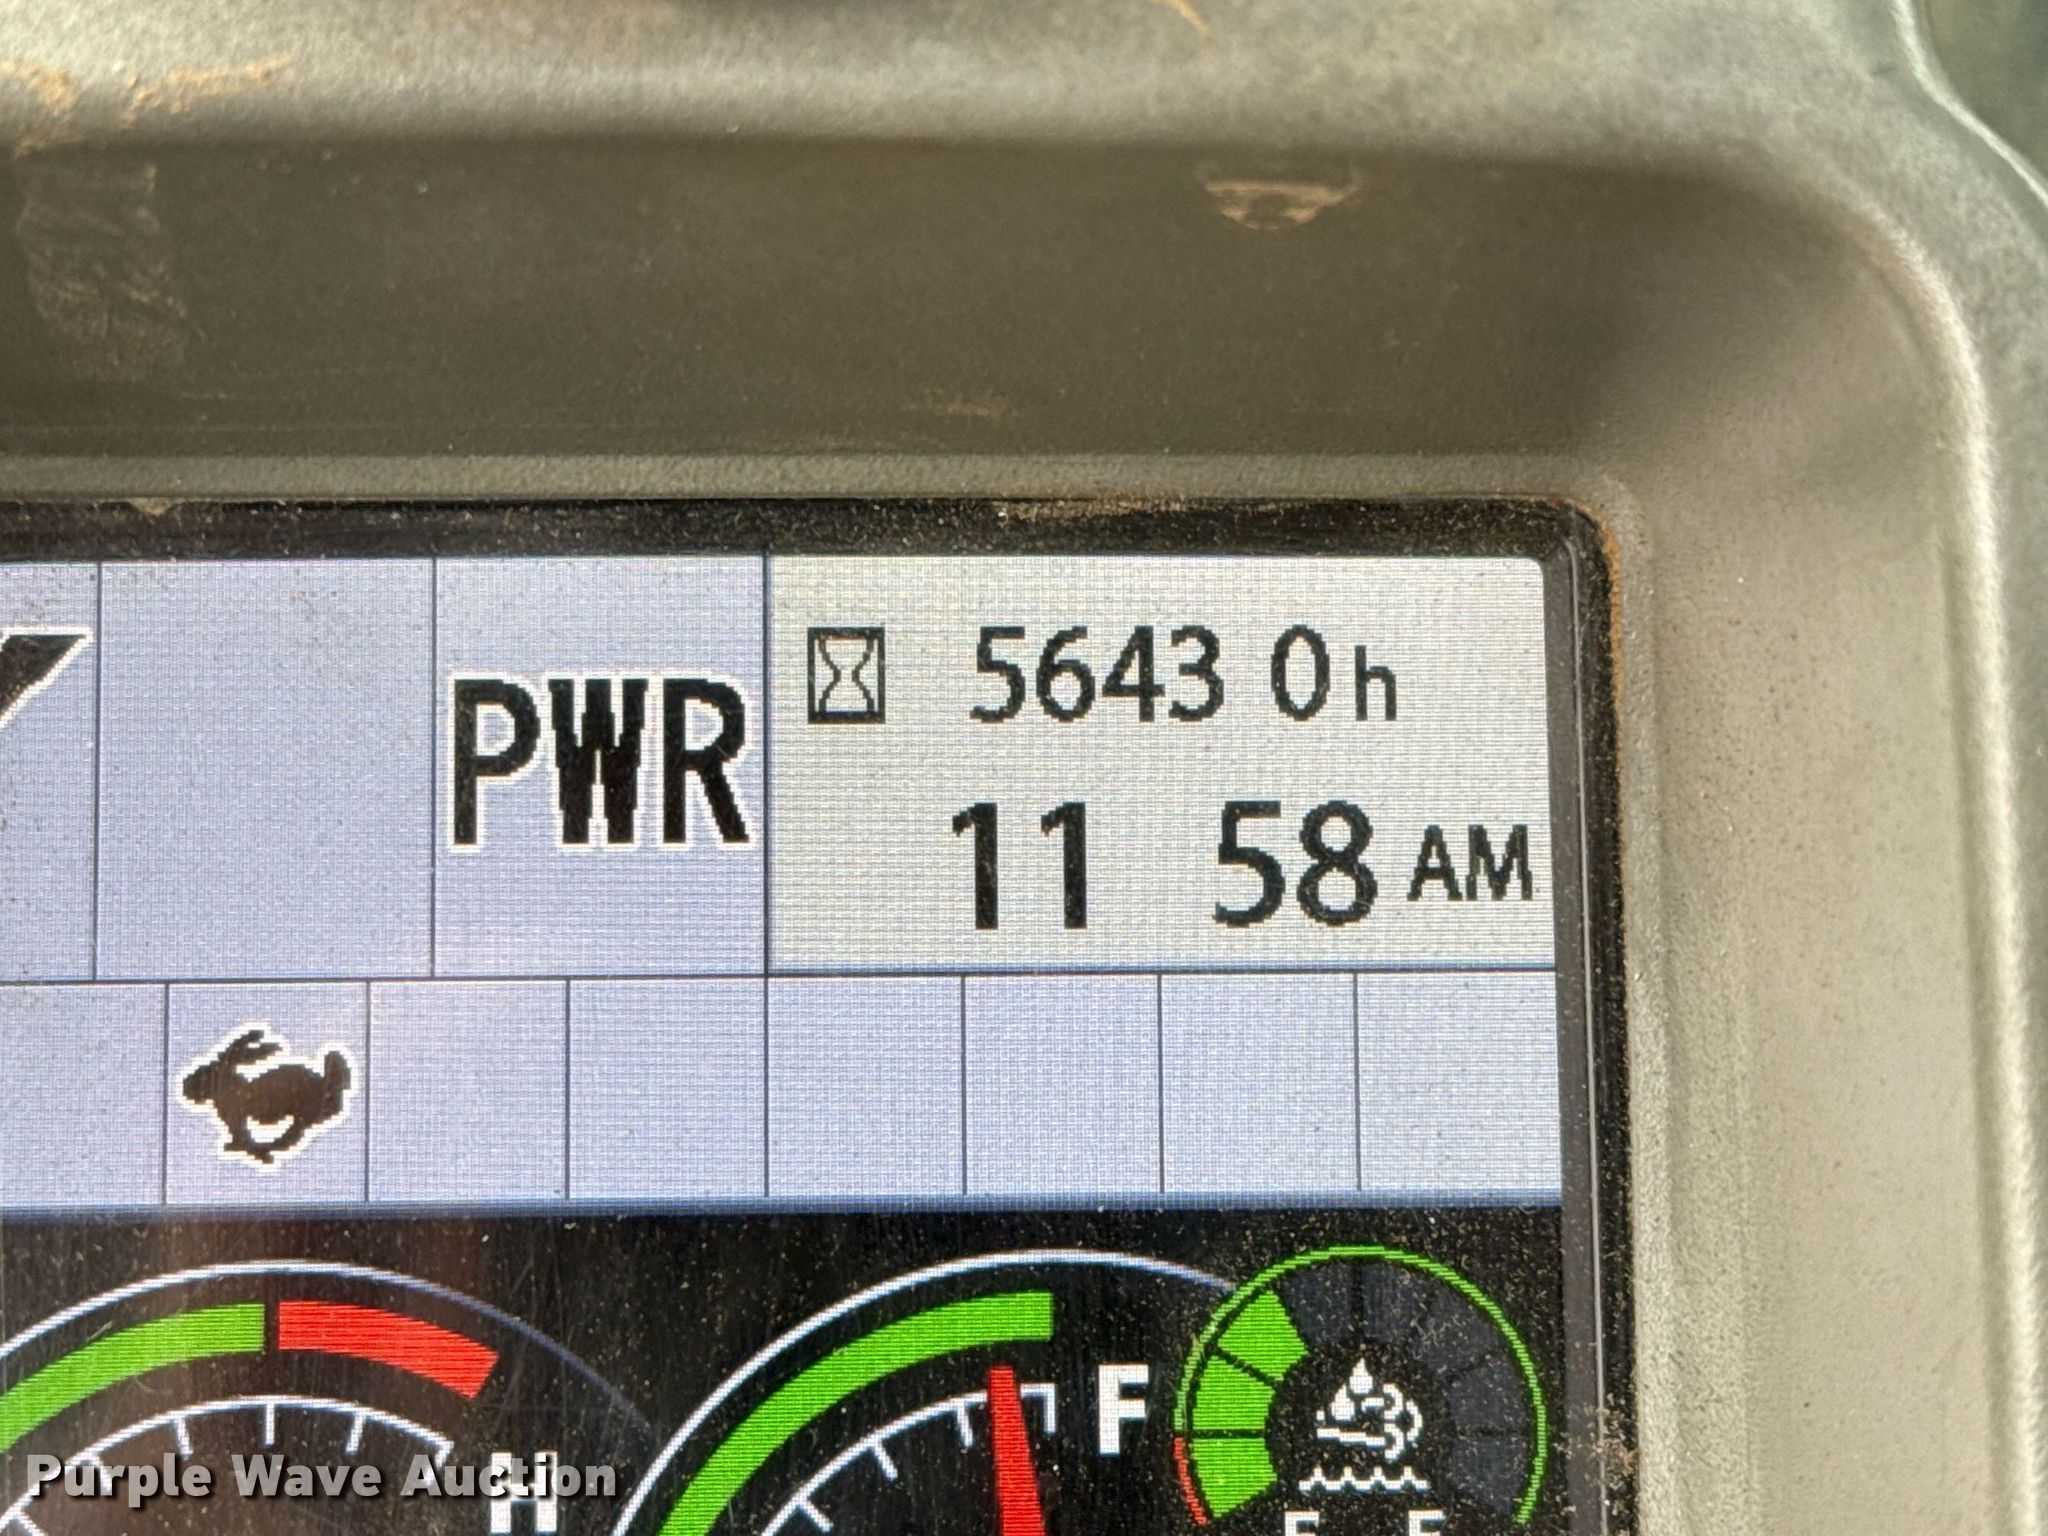 5643 0h
PWR
11 58 AM
F
H
Purple Wave Auction